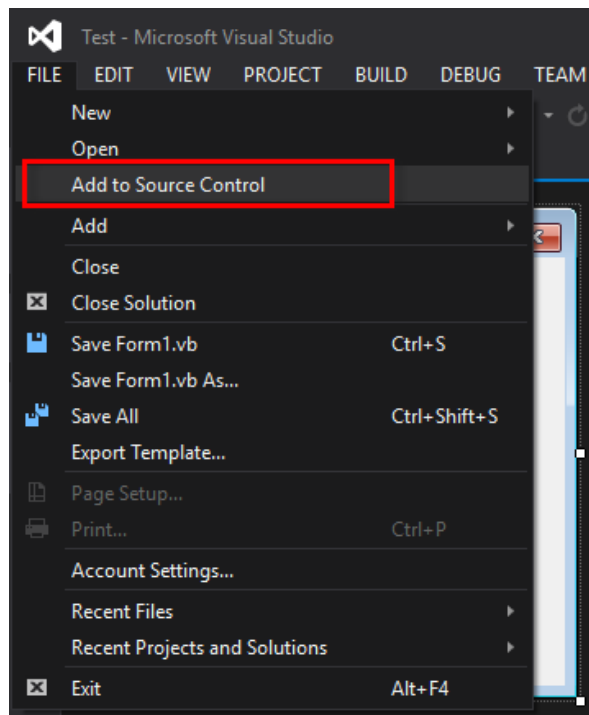 Test - Microsoft Visual Studio
FILE EDIT VIEW PROJECT BUILD DEBUG TEAM
New
Open
Add to Source Control
Add
Close
Close Solution
Save Form1.vb Ctrl+S
Save Form1.vb As...
Save All Ctrl+Shift+S
Export Template...
Page Setup...
Print... Ctrl+P
Account Settings...
Recent Files
Recent Projects and Solutions
Exit Alt+F4